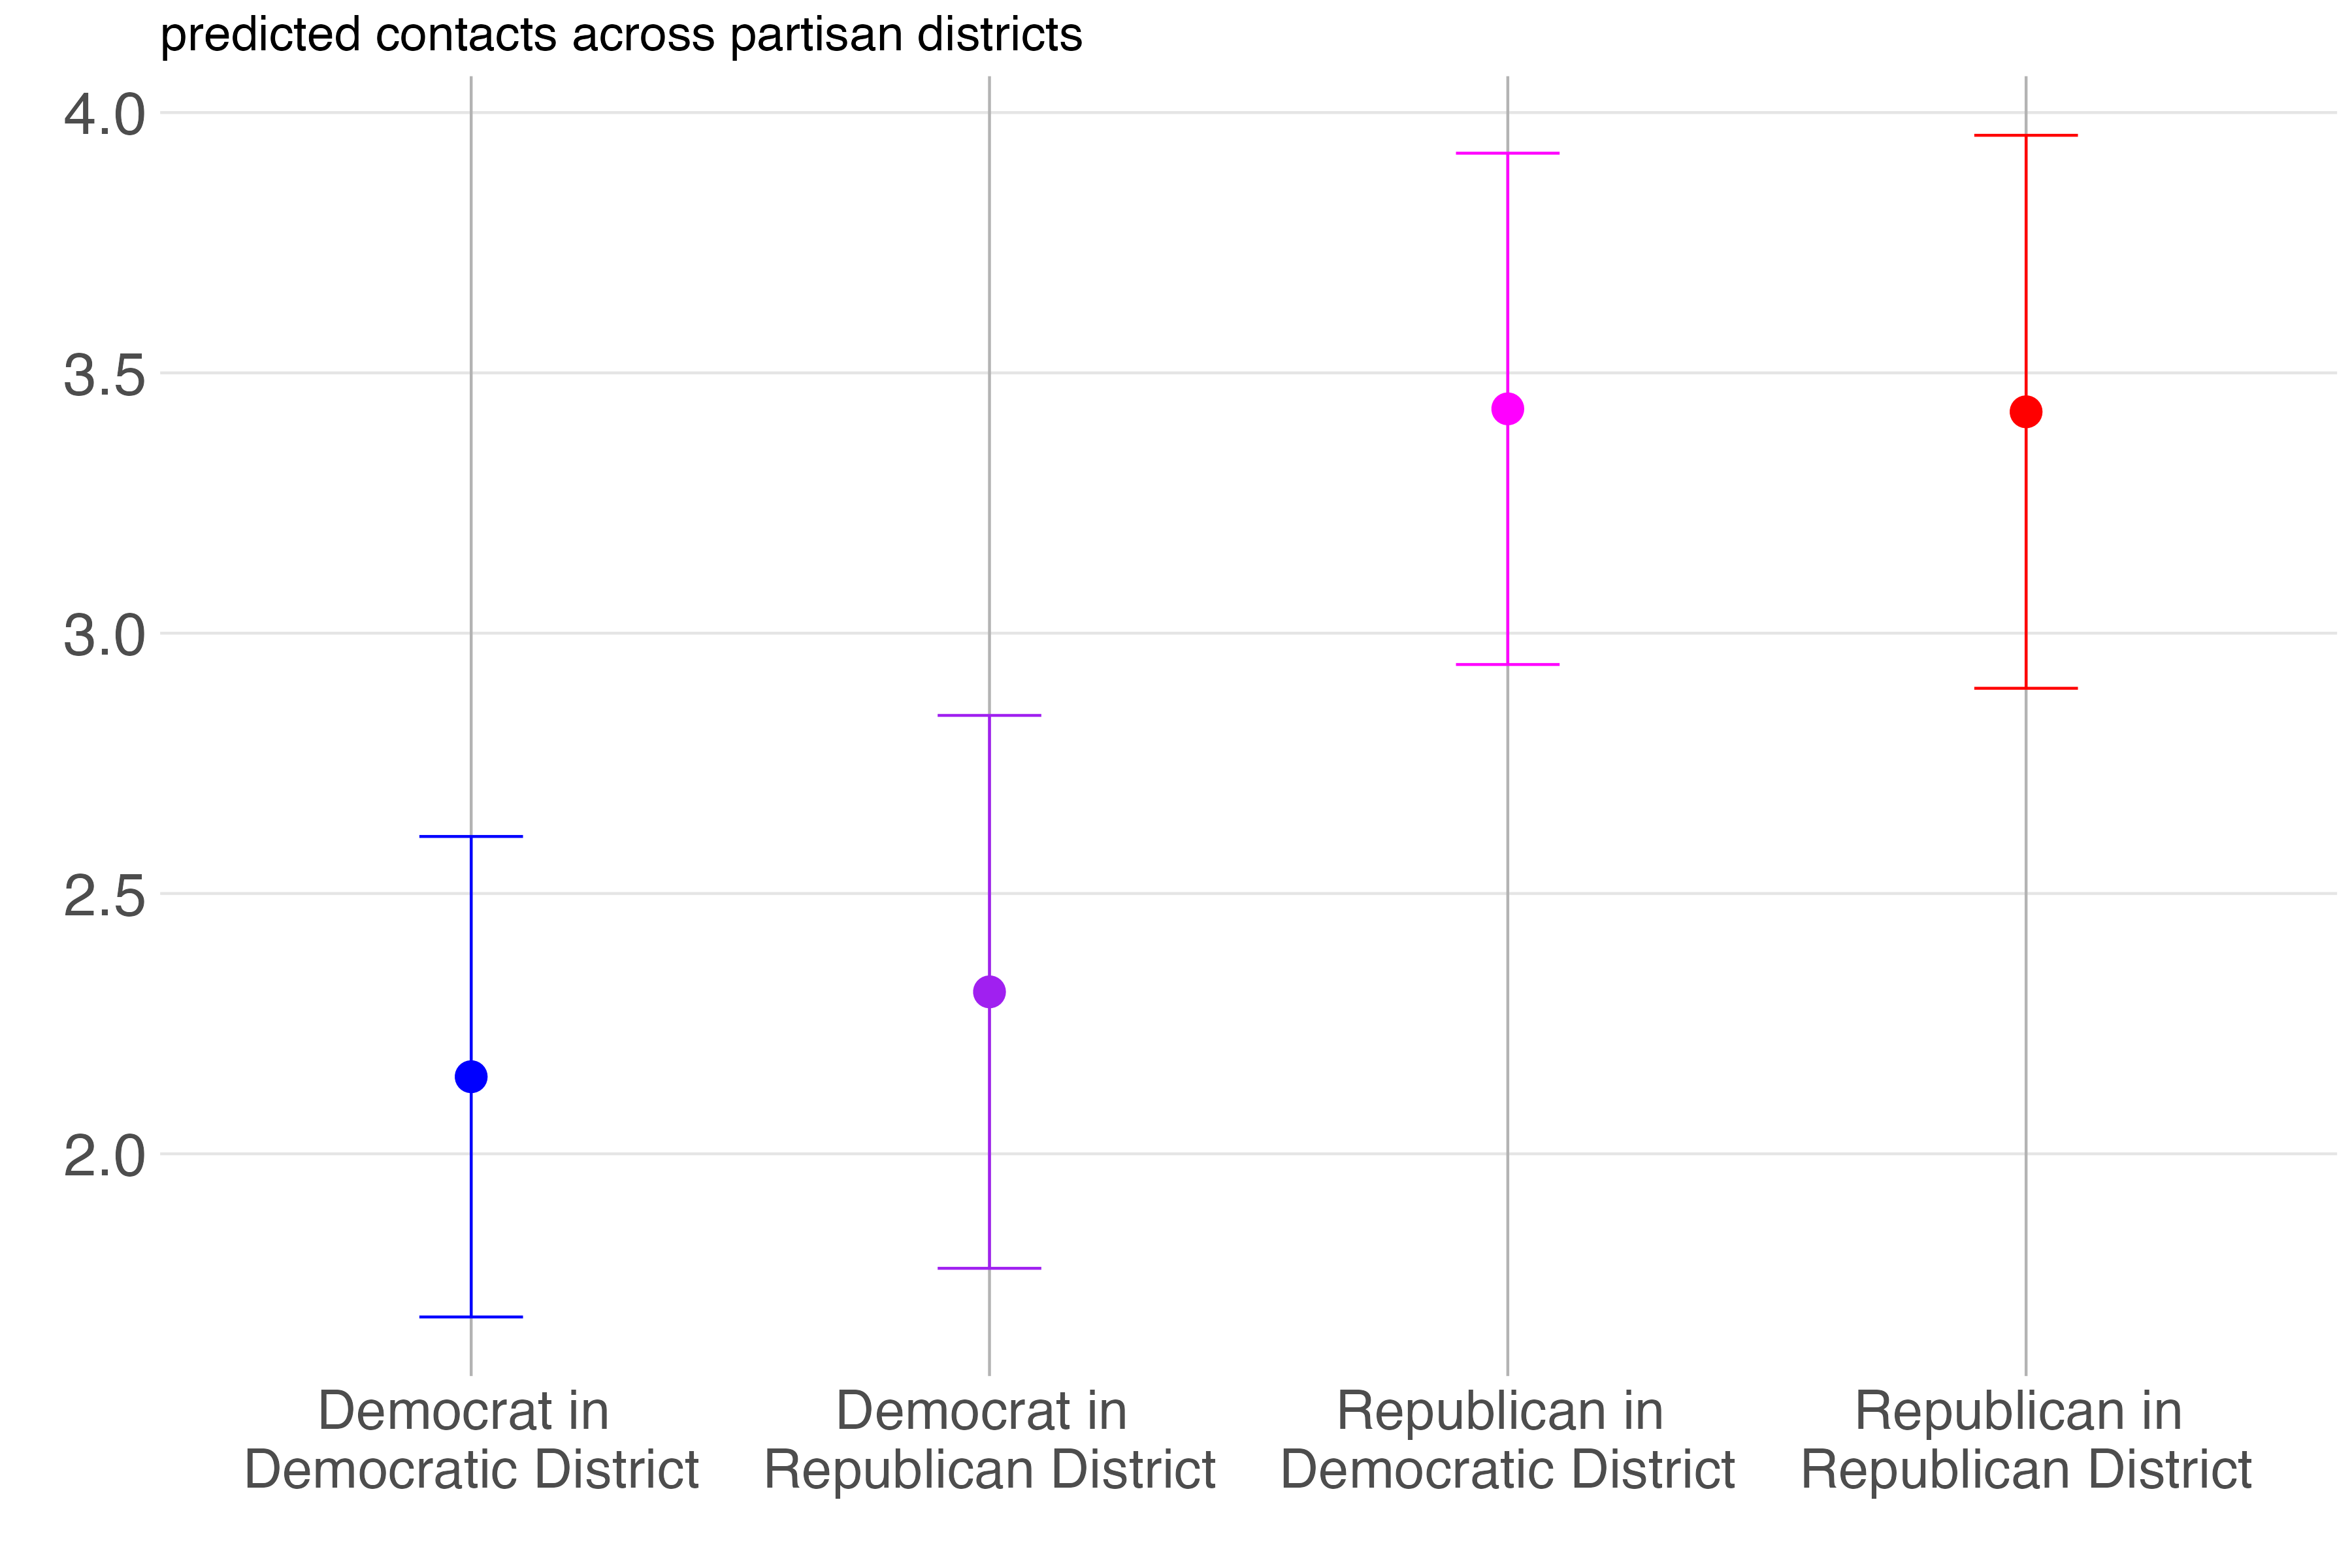 predicted contacts across partisan districts
4.0
3.5
3.0
2.5
2.0
Democrat in
Democratic District
Democrat in
Republican District
Republican in
Democratic District
Republican in
Republican District